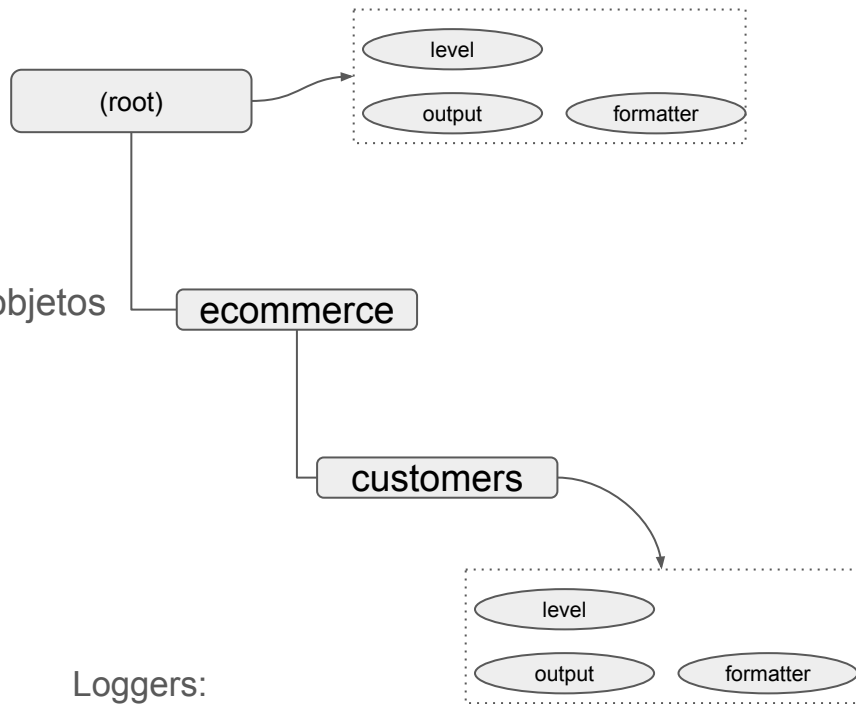 level
(root)
output
formatter
objetos
ecommerce
customers
level
output
formatter
Loggers: